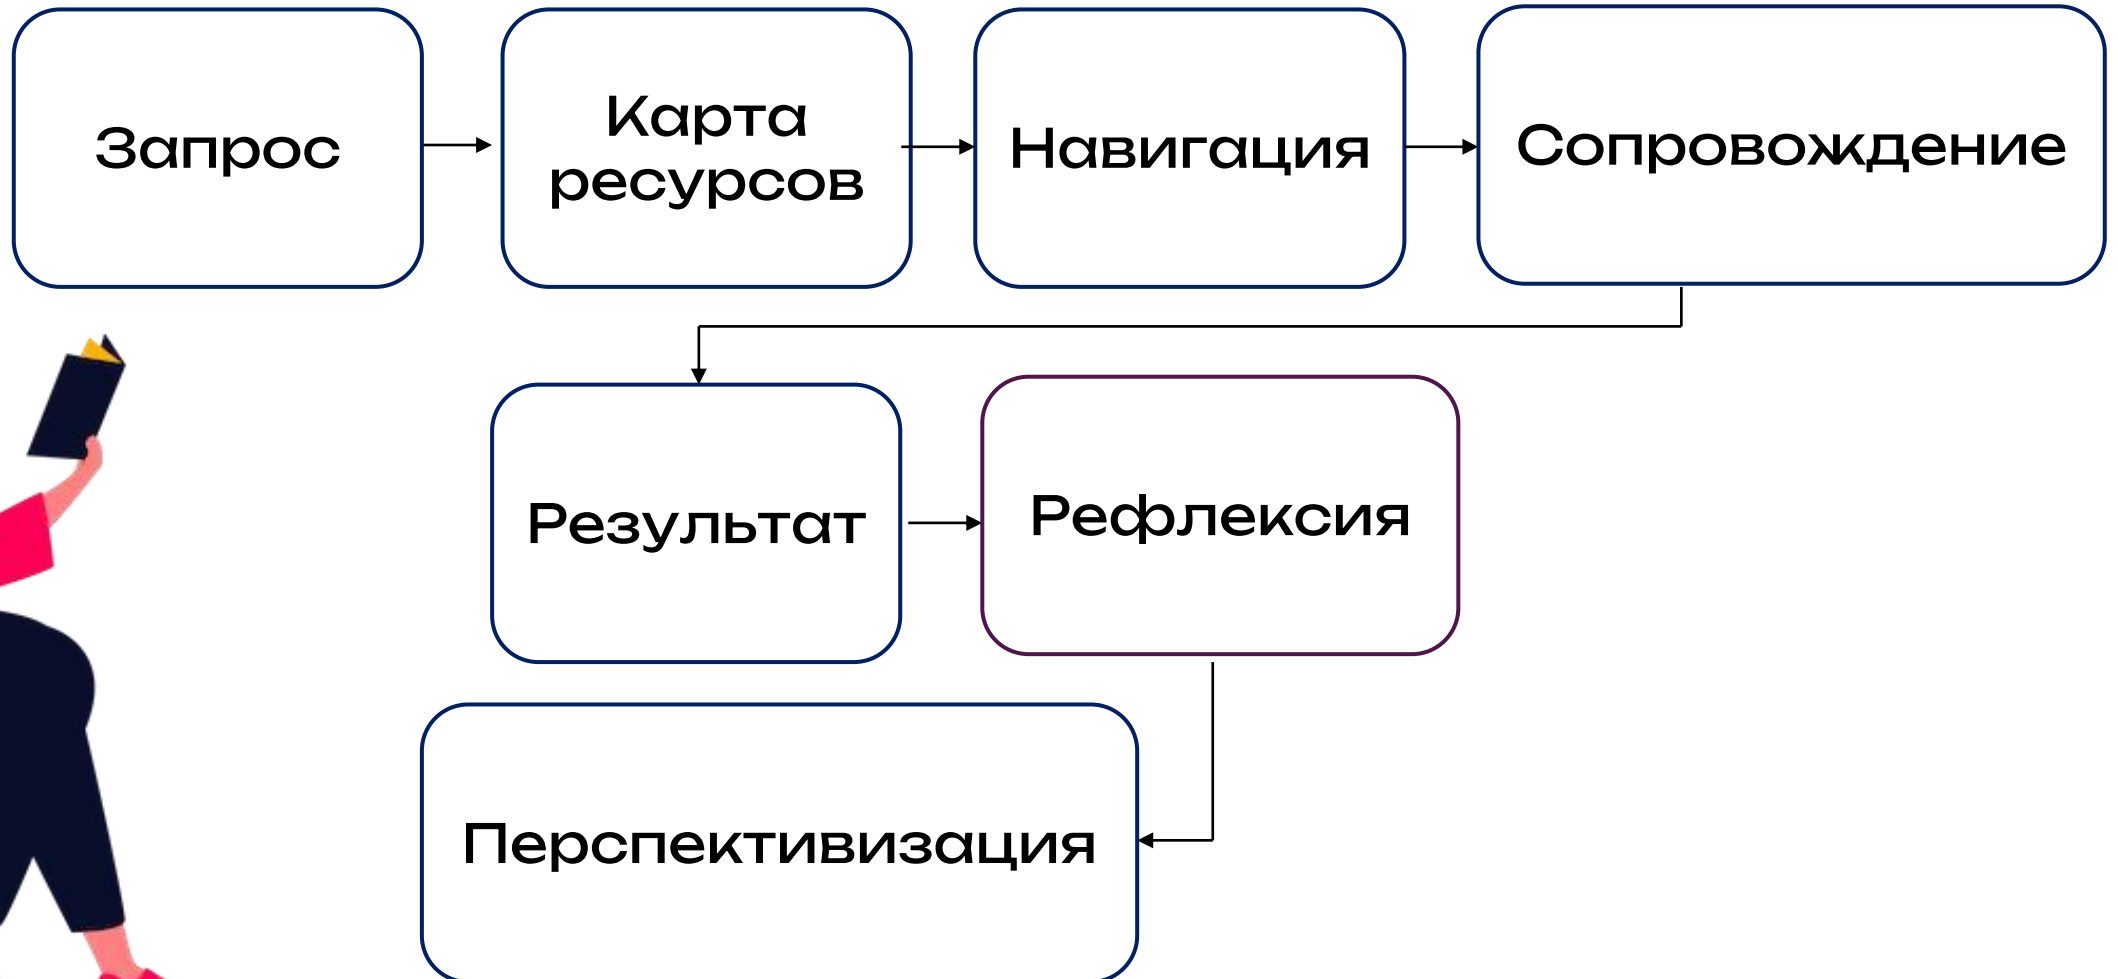 Запрос
Карта
ресурсов
Навигация
Сопровождение
Результат
Рефлексия
Перспективизация